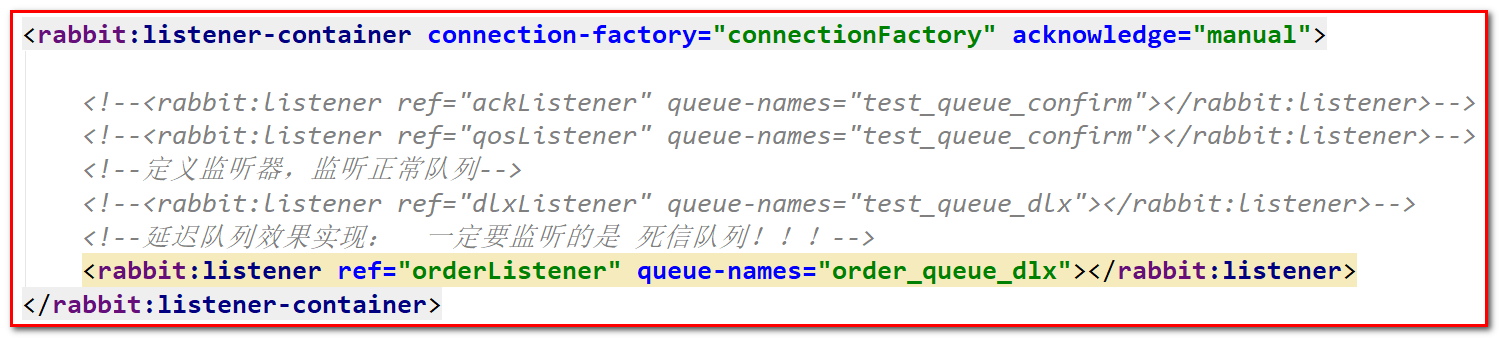 <rabbit:listener-container connection-factory="connectionFactory" acknowledge="manual">
<!--<rabbit:listener ref="ackListener" queue-names="test_queue_confirm"></rabbit:listener>-->
<!--<rabbit:listener ref="qosListener" queue-names="test_queue_confirm"></rabbit:listener>-->
<!--定义监听器，监听正常队列-->
<!--<rabbit:listener ref="dlxListener" queue-names="test_queue_dlx"></rabbit:listener>-->
<!--延迟队列效果实现：  一定要监听的是 死信队列！！！-->
<rabbit:listener ref="orderListener" queue-names="order_queue_dlx"></rabbit:listener>
</rabbit:listener-container>